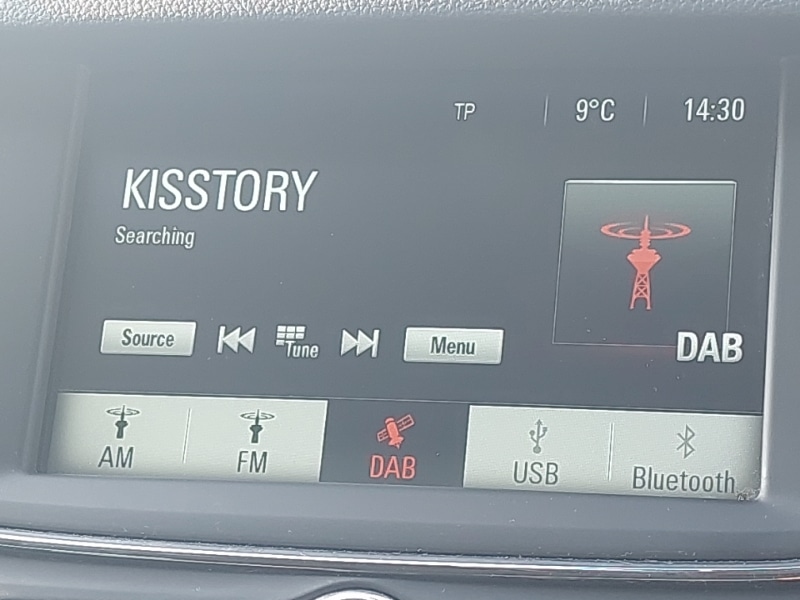 TP 9°C 14:30
KISSTORY
Searching
Source Tune Menu
DAB
AM FM DAB USB Bluetooth